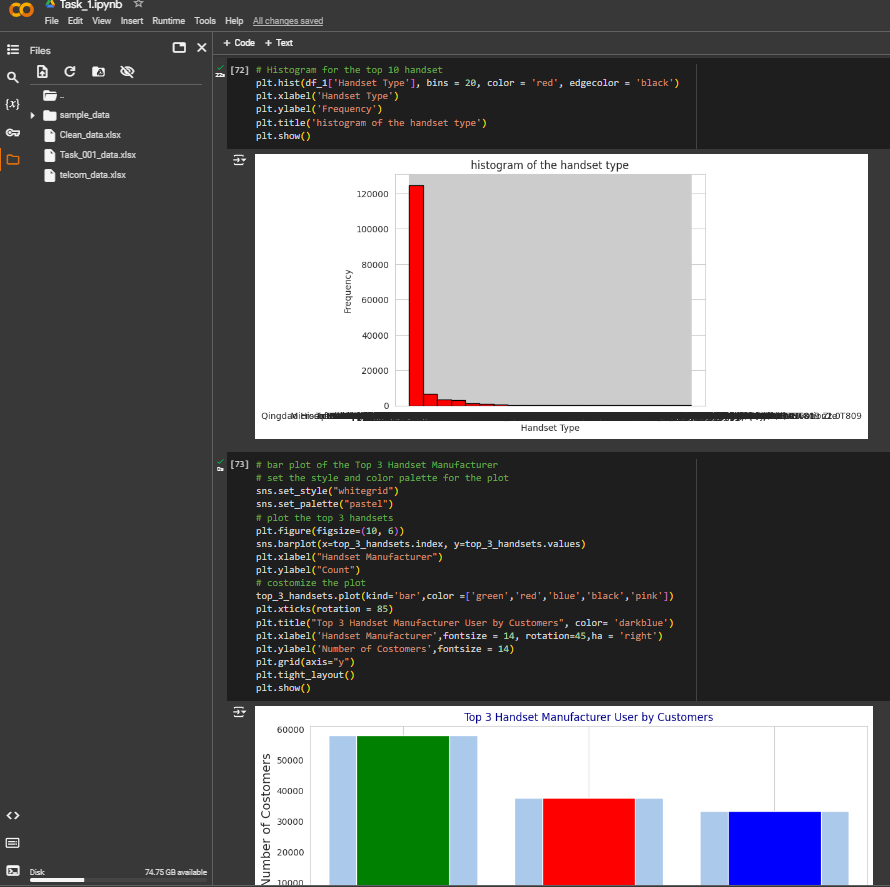 Task_1.ipynb
File Edit View Insert Runtime Tools Help All changes saved
Files
+ Code + Text
..
sample_data
Clean_data.xlsx
Task_001_data.xlsx
telcom_data.xlsx
{x}
22s
[72] # Histogram for the top 10 handset
plt.hist(df_1['Handset Type'], bins = 20, color = 'red', edgecolor = 'black')
plt.xlabel('Handset Type')
plt.ylabel('Frequency')
plt.title('histogram of the handset type')
plt.show()
histogram of the handset type
120000
100000
80000
60000
40000
20000
0
Frequency
Handset Type
[73] # bar plot of the Top 3 Handset Manufacturer
# set the style and color palette for the plot
sns.set_style("whitegrid")
sns.set_palette("pastel")
# plot the top 3 handsets
plt.figure(figsize=(10, 6))
sns.barplot(x=top_3_handsets.index, y=top_3_handsets.values)
plt.xlabel("Handset Manufacturer")
plt.ylabel("Count")
# costomize the plot
top_3_handsets.plot(kind='bar',color =['green','red','blue','black','pink'])
plt.xticks(rotation = 85)
plt.title("Top 3 Handset Manufacturer User by Customers", color= 'darkblue')
plt.xlabel('Handset Manufacturer',fontsize = 14, rotation=45,ha = 'right')
plt.ylabel('Number of Costomers',fontsize = 14)
plt.grid(axis="y")
plt.tight_layout()
plt.show()
Top 3 Handset Manufacturer User by Customers
60000
50000
40000
30000
20000
10000
Number of Costomers
Disk 74.75 GB available